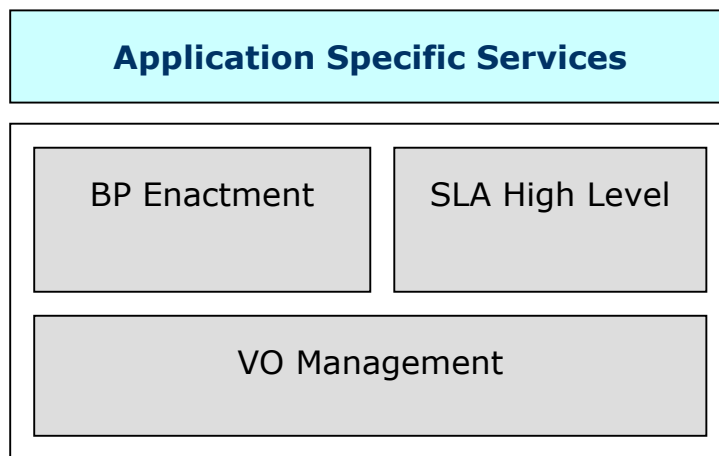 Application Specific Services
BP Enactment
SLA High Level
VO Management